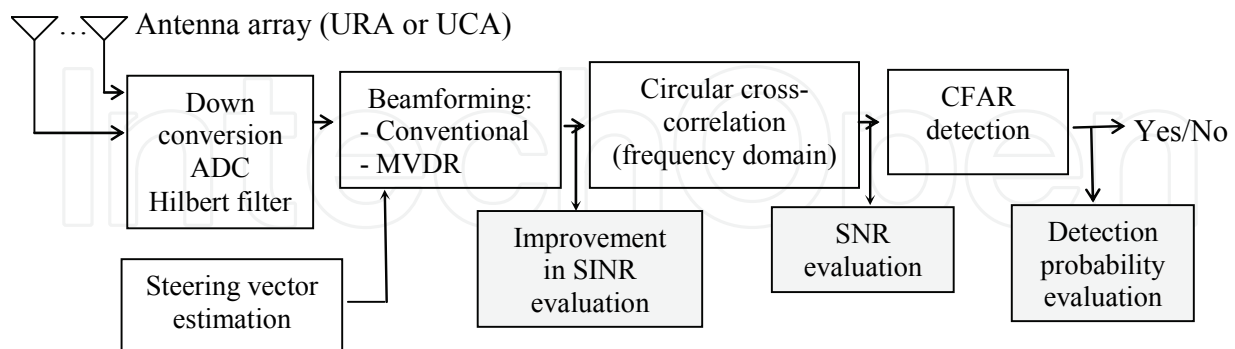 … Antenna array (URA or UCA)
Down
conversion
ADC
Hilbert filter
Beamforming:
- Conventional
- MVDR
Circular cross-
correlation
(frequency domain)
CFAR
detection
Yes/No
Steering vector
estimation
Improvement
in SINR
evaluation
SNR
evaluation
Detection
probability
evaluation
IntechOpen